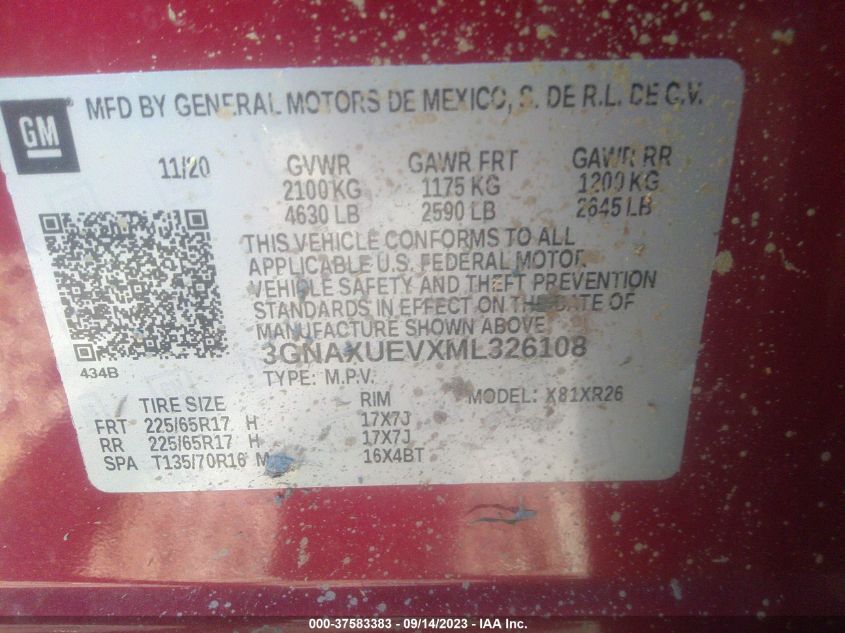 GM
MFD BY GENERAL MOTORS DE MEXICO, S. DE R.L. DE C.V.
11/20 GVWR GAWR FRT GAWR RR
2100 KG 1175 KG 1200 KG
4630 LB 2590 LB 2645 LB
THIS VEHICLE CONFORMS TO ALL
APPLICABLE U.S. FEDERAL MOTOR
VEHICLE SAFETY AND THEFT PREVENTION
STANDARDS IN EFFECT ON THE DATE OF
MANUFACTURE SHOWN ABOVE.
3GNAXUEVXML326108
434B
TYPE: M.P.V. MODEL: X81XR26
TIRE SIZE RIM
FRT 225/65R17 H 17X7J
RR 225/65R17 H 17X7J
SPA T135/70R16 M 16X4BT
000-37583383 - 09/14/2023 - IAA Inc.